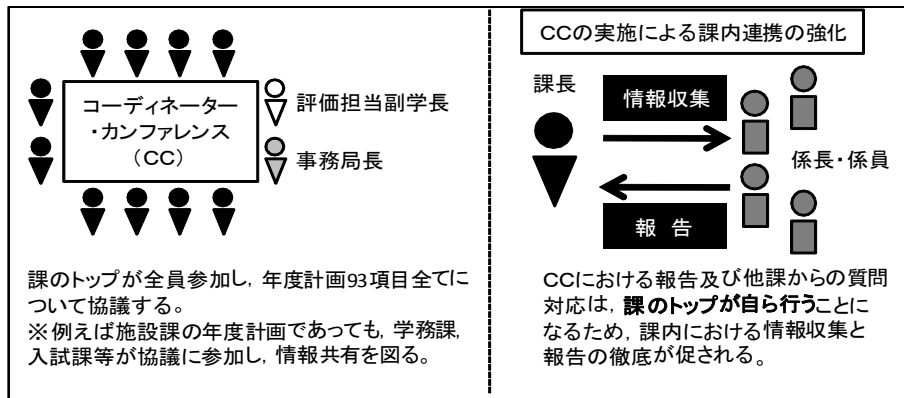 コーディネーター
・カンファレンス
(CC)
評価担当副学長
事務局長
課のトップが全員参加し，年度計画93項目全てに
ついて協議する。
※例えば施設課の年度計画であっても，学務課，
入試課等が協議に参加し，情報共有を図る。
CCの実施による課内連携の強化
課長
情報収集
係長・係員
報 告
CCにおける報告及び他課からの質問
対応は，課のトップが自ら行うことに
なるため，課内における情報収集と
報告の徹底が促される。